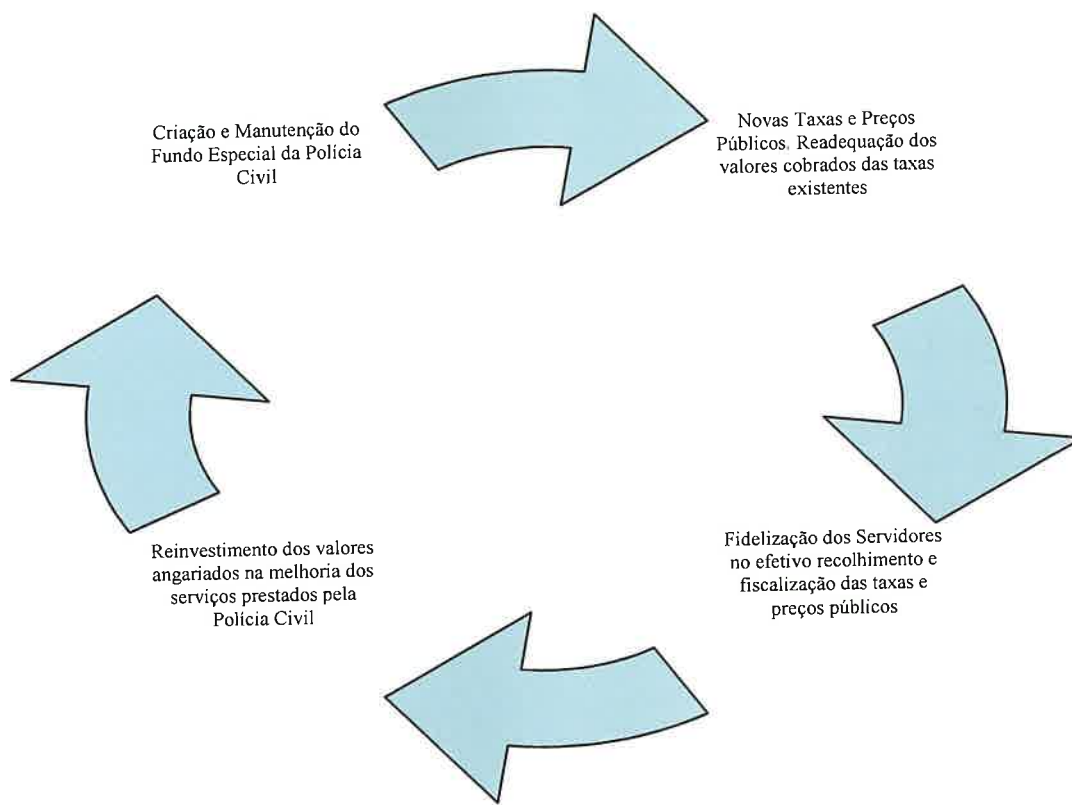 Criação e Manutenção do
Fundo Especial da Polícia
Civil
Novas Taxas e Preços
Públicos. Readequação dos
valores cobrados das taxas
existentes
Fidelização dos Servidores
no efetivo recolhimento e
fiscalização das taxas e
preços públicos
Reinvestimento dos valores
angariados na melhoria dos
serviços prestados pela
Polícia Civil